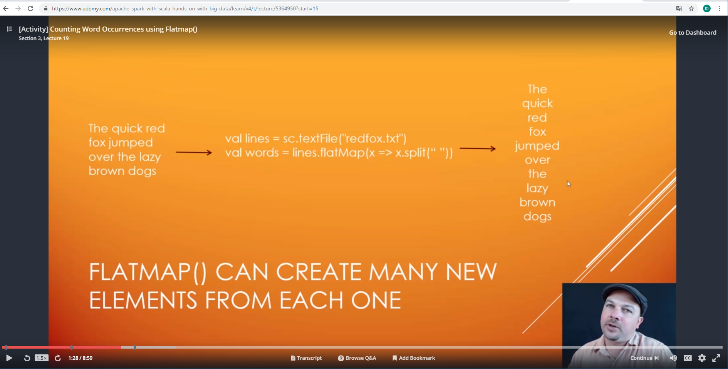 [Activity] Counting Word Occurrences using Flatmap()
Section 3, Lecture 19
Go to Dashboard
The quick red
fox jumped
over the lazy
brown dogs
val lines = sc.textFile("redfox.txt")
val words = lines.flatMap(x => x.split(" "))
The
quick
red
fox
jumped
over
the
lazy
brown
dogs
FLATMAP() CAN CREATE MANY NEW
ELEMENTS FROM EACH ONE
1:28 / 8:59
Transcript
Browse Q&A
Add Bookmark
Continue